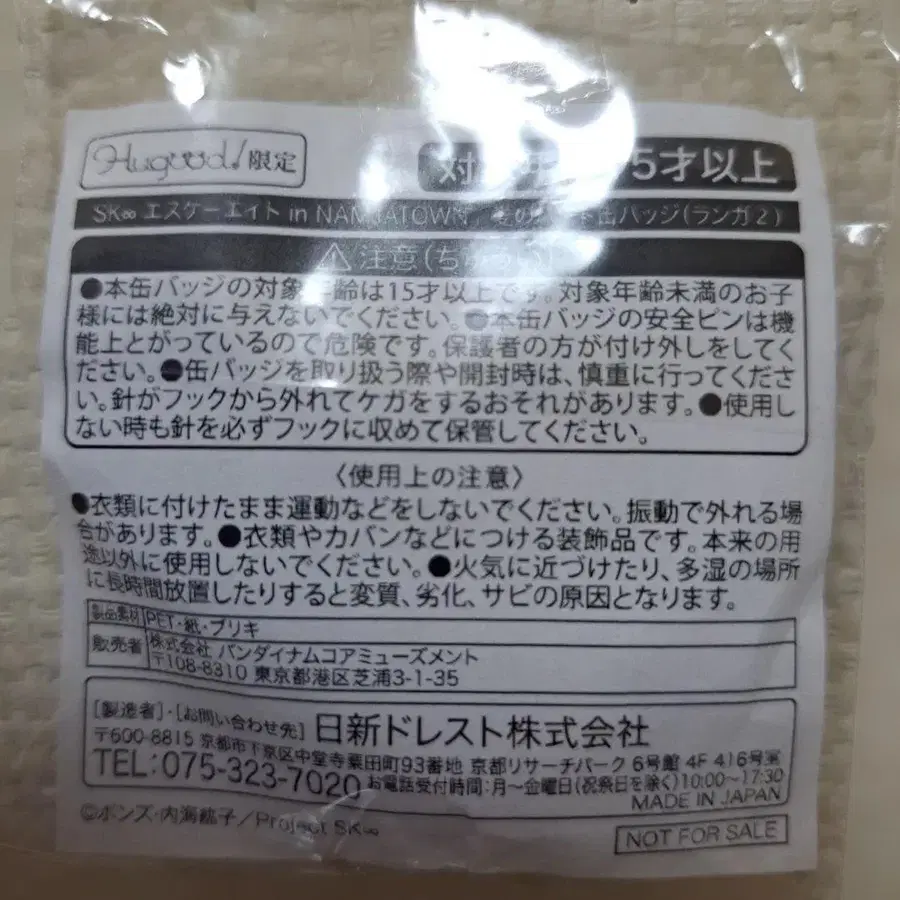 Hugood! 限定
対 年 5才以上
SK∞ エスケーエイト in NAMJATOWN 缶バッジ(ランガ2)
⚠注意(ちゅうい)
●本缶バッジの対象年齢は15才以上です。対象年齢未満のお子
様には絶対に与えないでください。●本缶バッジの安全ピンは機
能上とがっているので危険です。保護者の方が付け外しをしてく
ださい。●缶バッジを取り扱う際や開封時は、慎重に行ってくださ
い。針がフックから外れてケガをするおそれがあります。●使用し
ない時も針を必ずフックに収めて保管してください。
〈使用上の注意〉
●衣類に付けたまま運動などをしないでください。振動で外れる場
合があります。●衣類やカバンなどにつける装飾品です。本来の用
途以外に使用しないでください。●火気に近づけたり、多湿の場所
に長時間放置したりすると変質、劣化、サビの原因となります。
製品素材 PET・紙・ブリキ
販売者 株式会社 バンダイナムコアミューズメント
〒108-8310 東京都港区芝浦3-1-35
[製造者]・[お問い合わせ先] 日新ドレスト株式会社
〒600-8815 京都市下京区中堂寺粟田町93番地 京都リサーチパーク 6号館 4F 416号室
TEL:075-323-7020 お電話受付時間:月〜金曜日(祝祭日を除く)10:00〜17:30
MADE IN JAPAN
©ボンズ・内海紘子/Project SK∞
NOT FOR SALE